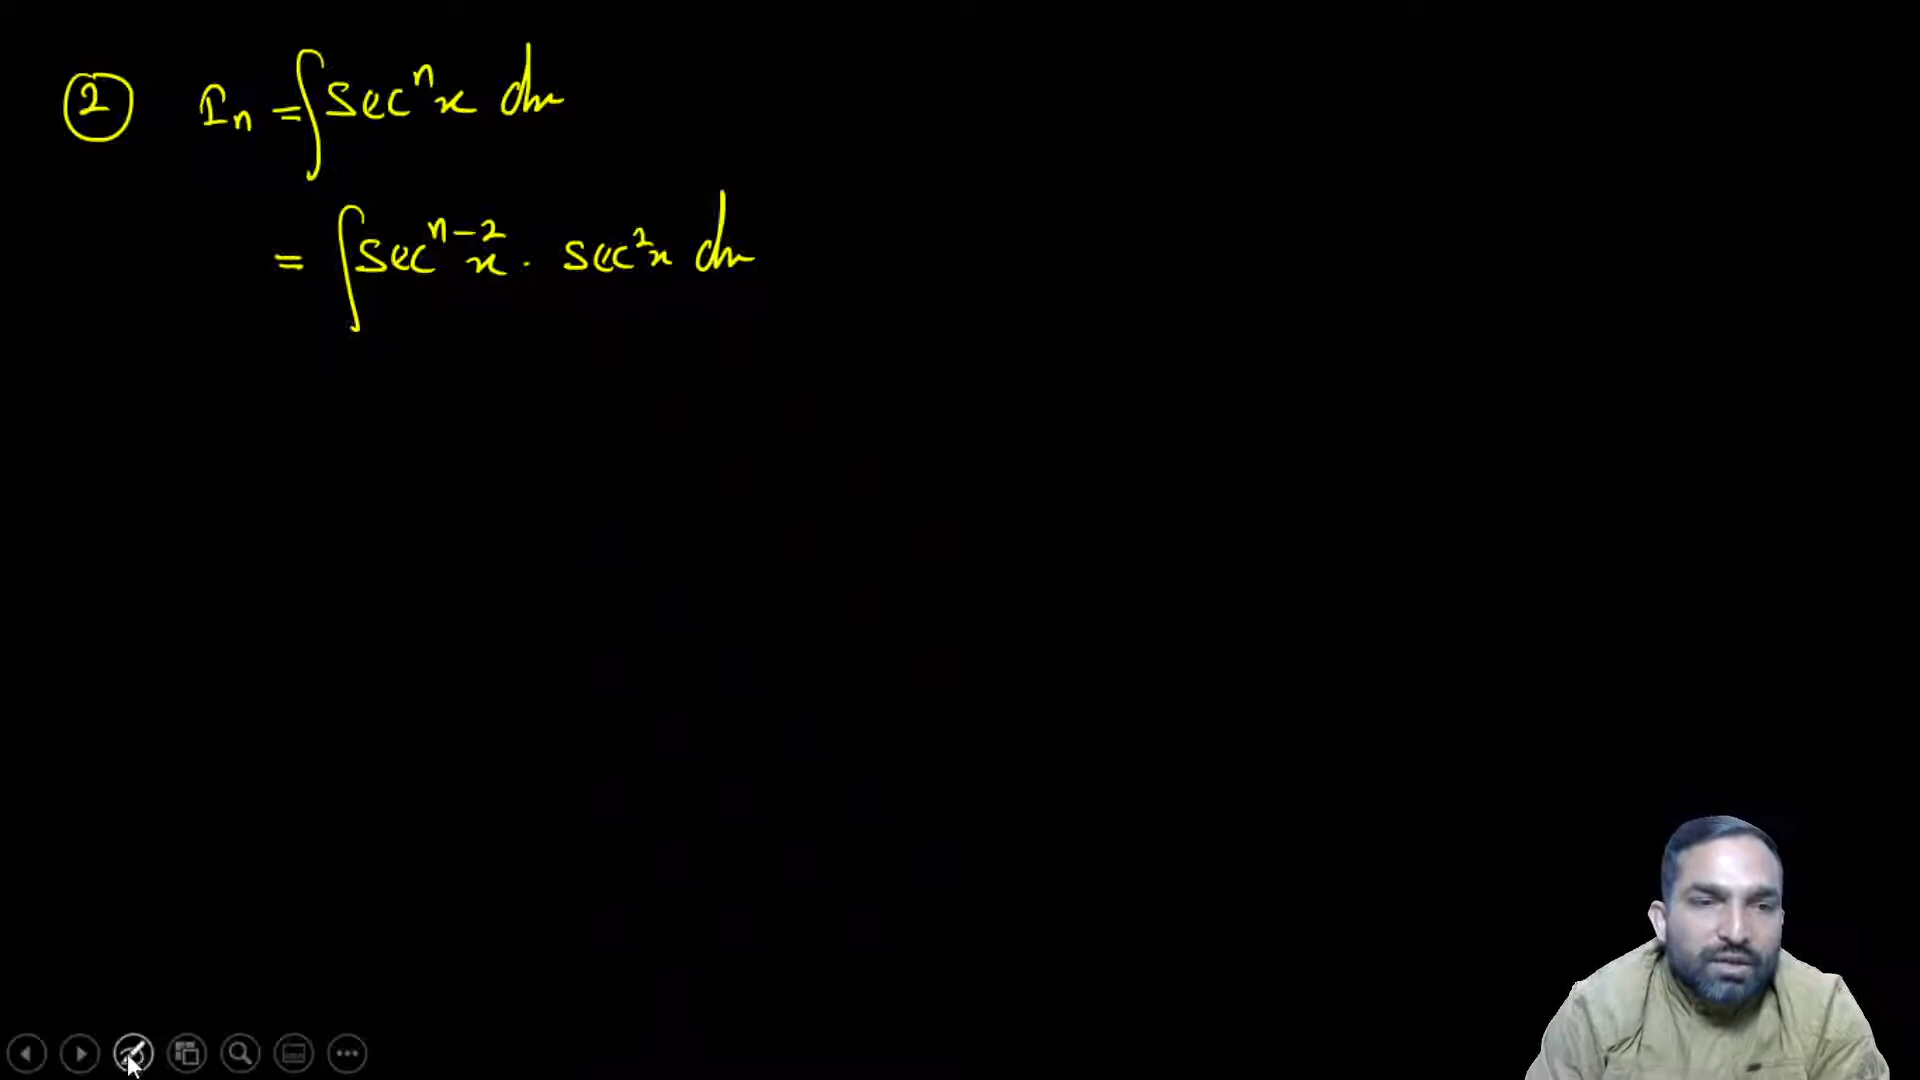 ② Iₙ = ∫ secⁿx dx
= ∫ secⁿ⁻²x · sec²x dx